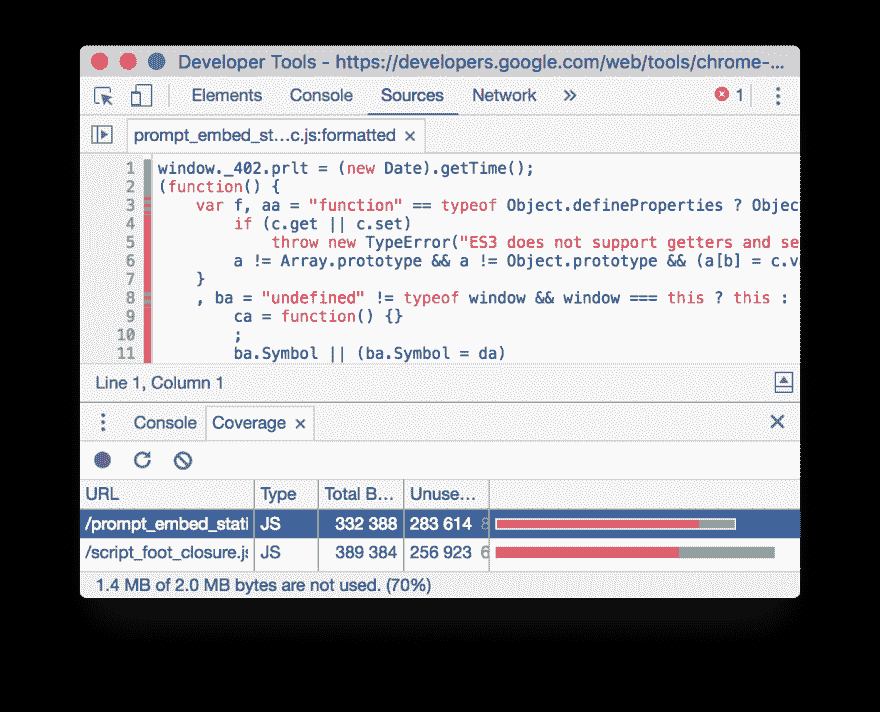 Developer Tools - https://developers.google.com/web/tools/chrome-...
Elements Console Sources Network » 1
prompt_embed_st...c.js:formatted ×
1 window._402.prlt = (new Date).getTime();
2 (function() {
3 var f, aa = "function" == typeof Object.defineProperties ? Objec
4 if (c.get || c.set)
5 throw new TypeError("ES3 does not support getters and se
6 a != Array.prototype && a != Object.prototype && (a[b] = c.v
7 }
8 , ba = "undefined" != typeof window && window === this ? this :
9 ca = function() {}
10 ;
11 ba.Symbol || (ba.Symbol = da)
Line 1, Column 1
Console Coverage ×
URL Type Total B... Unuse...
/prompt_embed_stati JS 332 388 283 614 8
/script_foot_closure.js JS 389 384 256 923 6
1.4 MB of 2.0 MB bytes are not used. (70%)